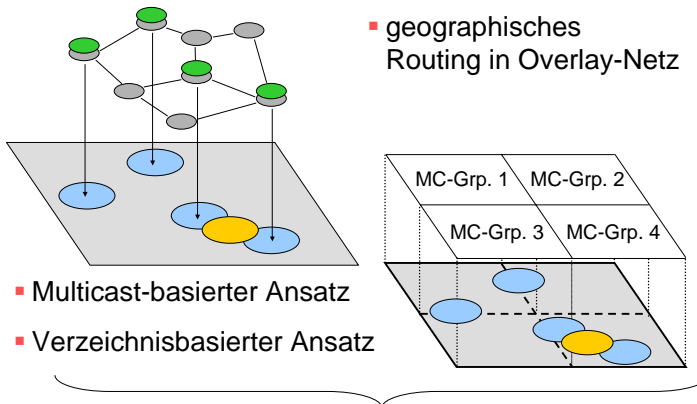 geographisches
Routing in Overlay-Netz
MC-Grp. 1 MC-Grp. 2
MC-Grp. 3 MC-Grp. 4
Multicast-basierter Ansatz
Verzeichnisbasierter Ansatz